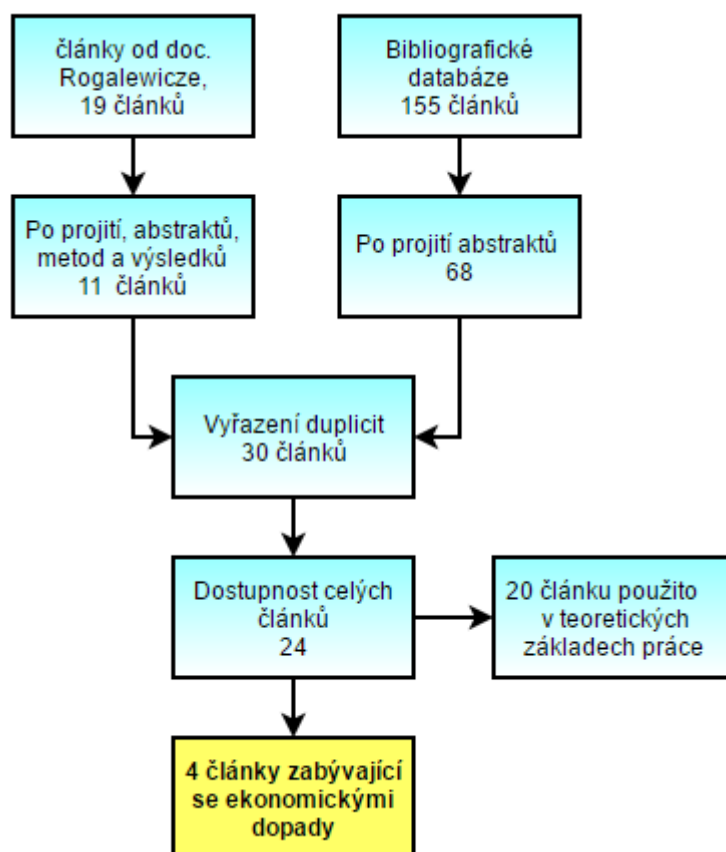 články od doc.
Rogalewicze,
19 článků
Bibliografické
databáze
155 článků
Po projití, abstraktů,
metod a výsledků
11 článků
Po projití abstraktů
68
Vyřazení duplicit
30 článků
Dostupnost celých
článků
24
20 článku použito
v teoretických
základech práce
4 články zabývající
se ekonomickými
dopady